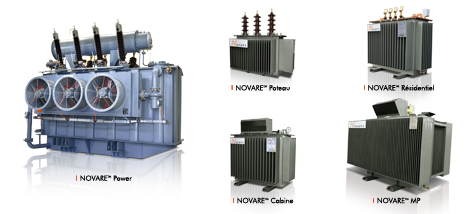 NOVARE™ Poteau
NOVARE™ Résidentiel
NOVARE™ Power
NOVARE™ Cabine
NOVARE™ MP